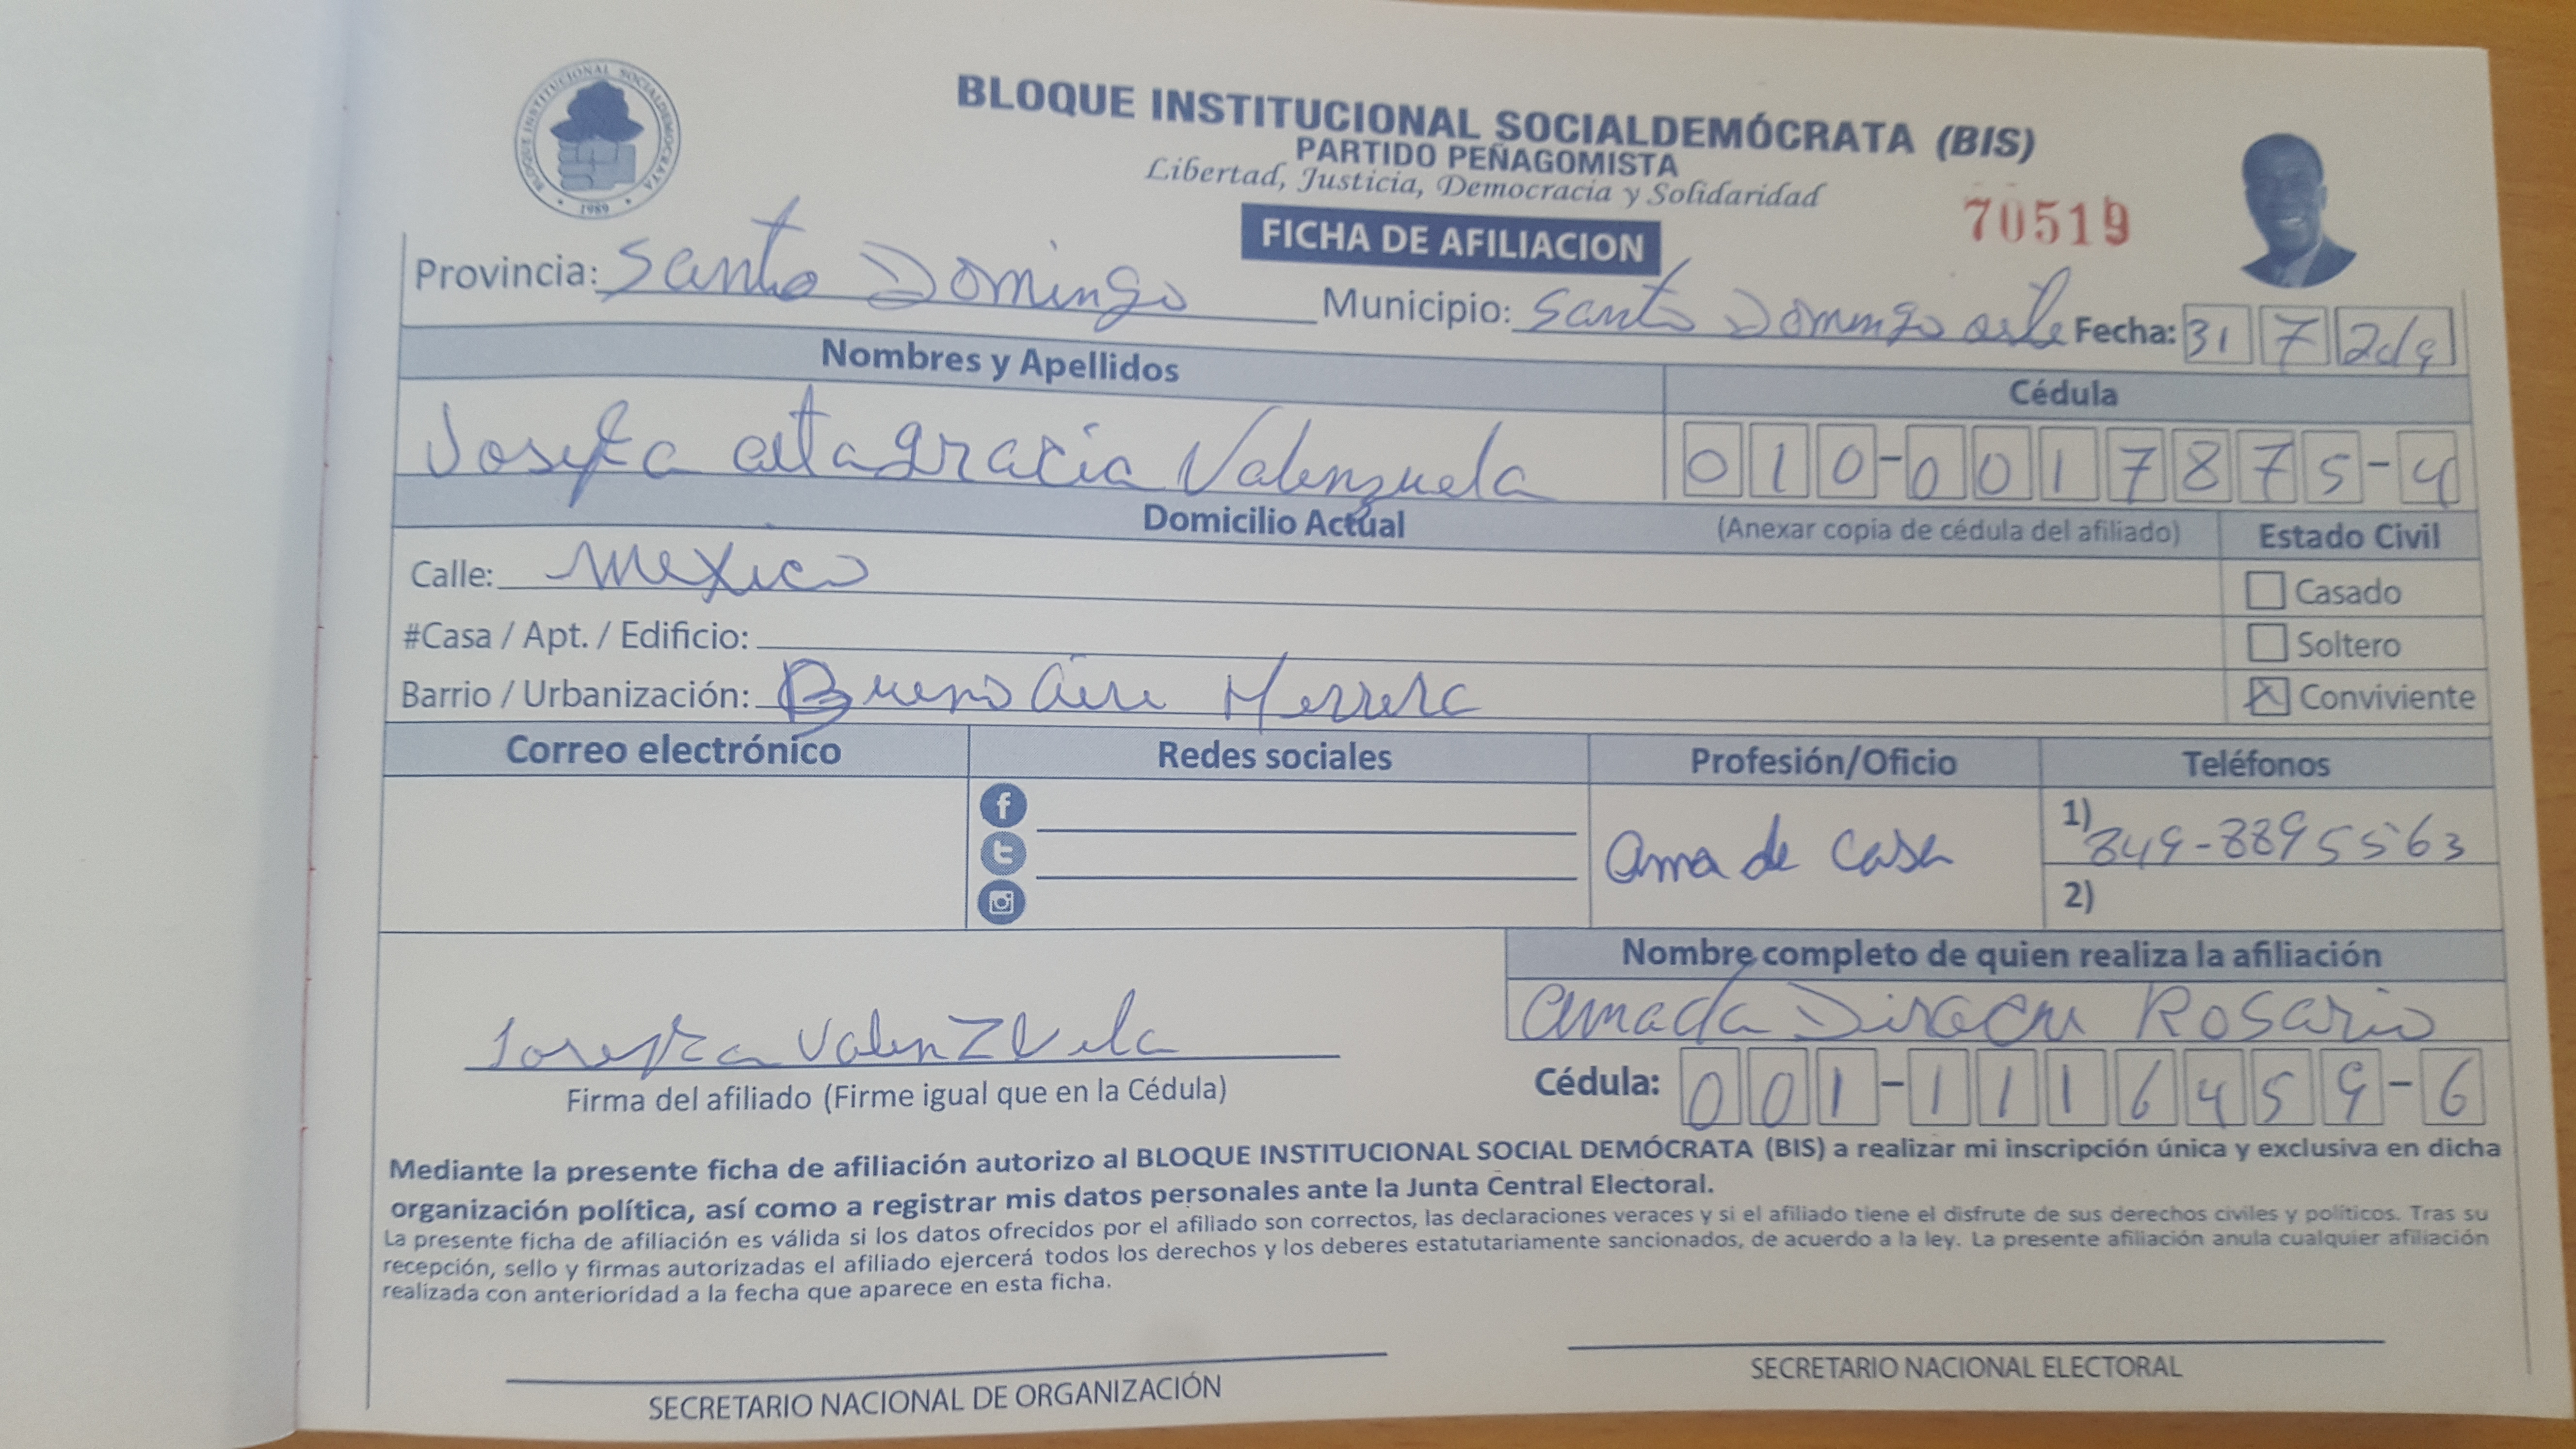 BLOQUE INSTITUCIONAL SOCIALDEMOCRATA
1989
BLOQUE INSTITUCIONAL SOCIALDEMÓCRATA (BIS)
PARTIDO PEÑAGOMISTA
Libertad, Justicia, Democracia y Solidaridad
70519
FICHA DE AFILIACION
Provincia: Santo Domingo Municipio: Santo Domingo Fecha: 31 7
Nombres y Apellidos Cédula
Josefa altagracia Valenzuela 010-0017875-4
Domicilio Actual (Anexar copia de cédula del afiliado) Estado Civil
Calle: Mexico Casado
#Casa / Apt. / Edificio: Soltero
Barrio / Urbanización: Bueno Aire Herrera Conviviente
Correo electrónico Redes sociales Profesión/Oficio Teléfonos
ama de casa 1) 849-8895563
2)
Nombre completo de quien realiza la afiliación
amada Rosario
Josefa Valenzuela
Firma del afiliado (Firme igual que en la Cédula) Cédula: 001-1116459-6
Mediante la presente ficha de afiliación autorizo al BLOQUE INSTITUCIONAL SOCIAL DEMÓCRATA (BIS) a realizar mi inscripción única y exclusiva en dicha
organización política, así como a registrar mis datos personales ante la Junta Central Electoral.
La presente ficha de afiliación es válida si los datos ofrecidos por el afiliado son correctos, las declaraciones veraces y si el afiliado tiene el disfrute de sus derechos civiles y políticos. Tras su
recepción, sello y firmas autorizadas el afiliado ejercerá todos los derechos y los deberes estatutariamente sancionados, de acuerdo a la ley. La presente afiliación anula cualquier afiliación
realizada con anterioridad a la fecha que aparece en esta ficha.
SECRETARIO NACIONAL DE ORGANIZACIÓN SECRETARIO NACIONAL ELECTORAL